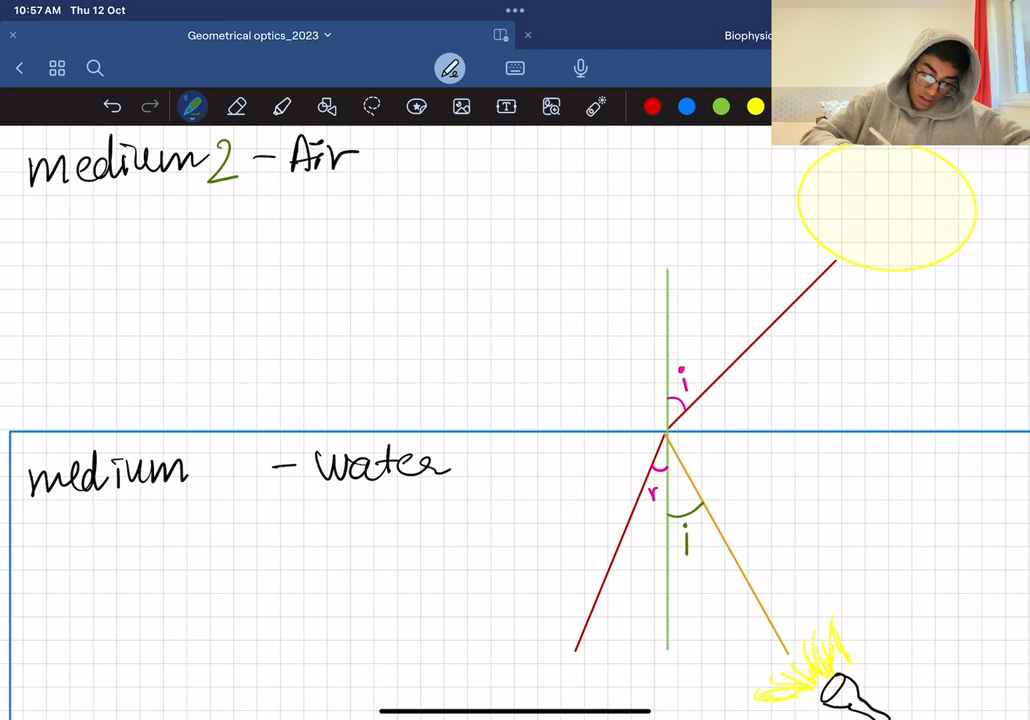 10:57 AM Thu 12 Oct
Geometrical optics_2023
Biophysic
medium 2 - Air
i
medium - water
r
i